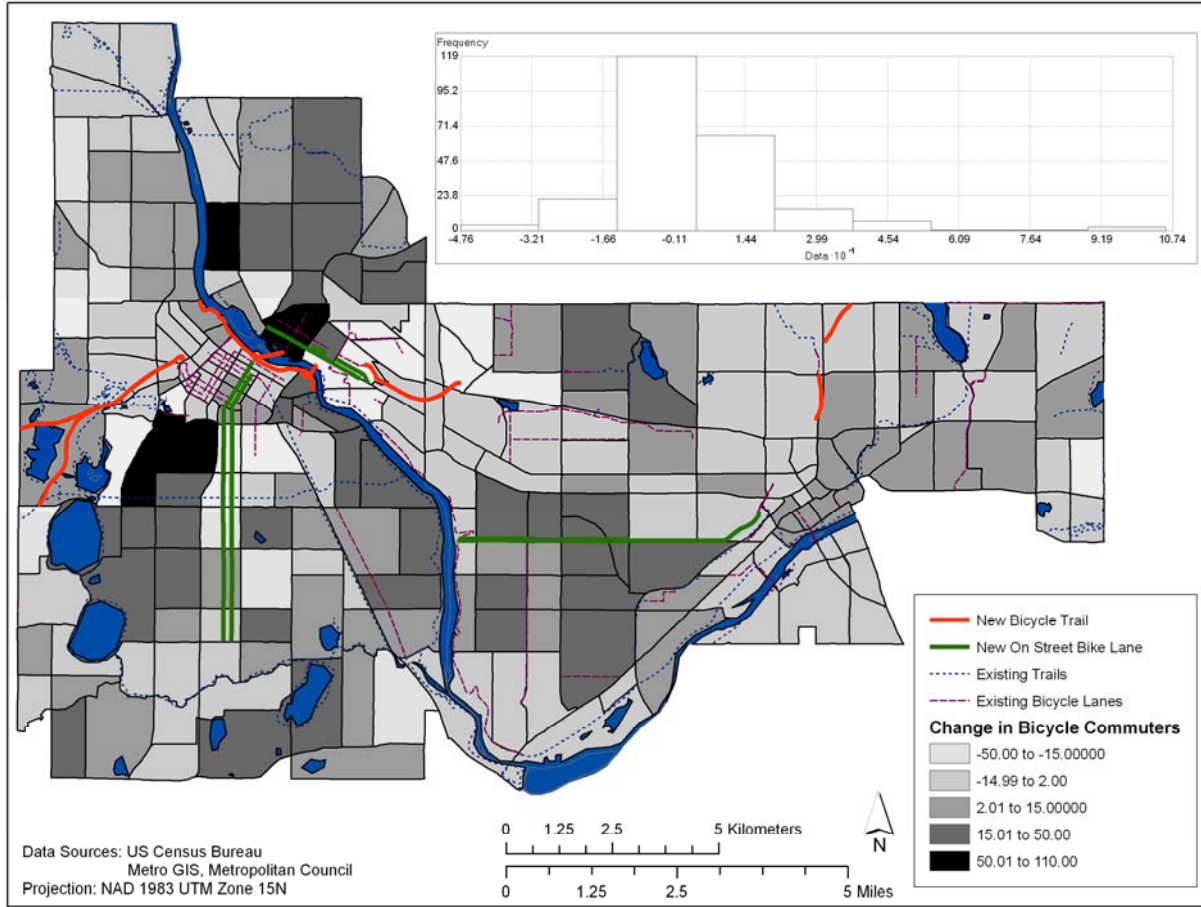 Frequency
119
95.2
71.4
47.6
23.8
0
-4.76 -3.21 -1.66 -0.11 1.44 2.99 4.54 6.09 7.64 9.19 10.74
Data ·10⁻¹
New Bicycle Trail
New On Street Bike Lane
Existing Trails
Existing Bicycle Lanes
Change in Bicycle Commuters
-50.00 to -15.00000
-14.99 to 2.00
2.01 to 15.00000
15.01 to 50.00
50.01 to 110.00
0 1.25 2.5 5 Kilometers
N
0 1.25 2.5 5 Miles
Data Sources: US Census Bureau
Metro GIS, Metropolitan Council
Projection: NAD 1983 UTM Zone 15N